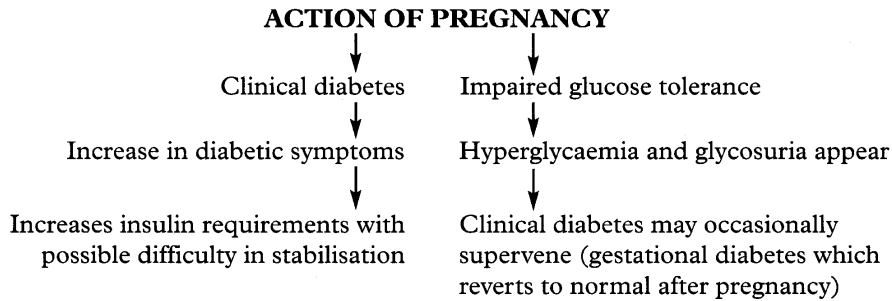 ACTION OF PREGNANCY
Clinical diabetes
Impaired glucose tolerance
Increase in diabetic symptoms
Hyperglycaemia and glycosuria appear
Increases insulin requirements with
possible difficulty in stabilisation
Clinical diabetes may occasionally
supervene (gestational diabetes which
reverts to normal after pregnancy)